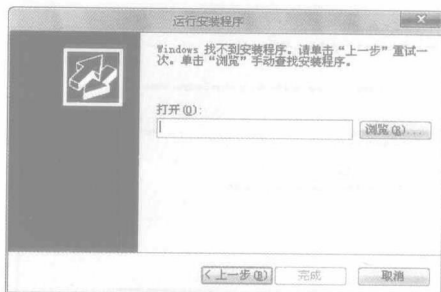 运行安装程序
Windows 找不到安装程序。请单击“上一步”重试一
次。单击“浏览”手动查找安装程序。
打开(O):
浏览(R)...
<上一步(B)
完成
取消